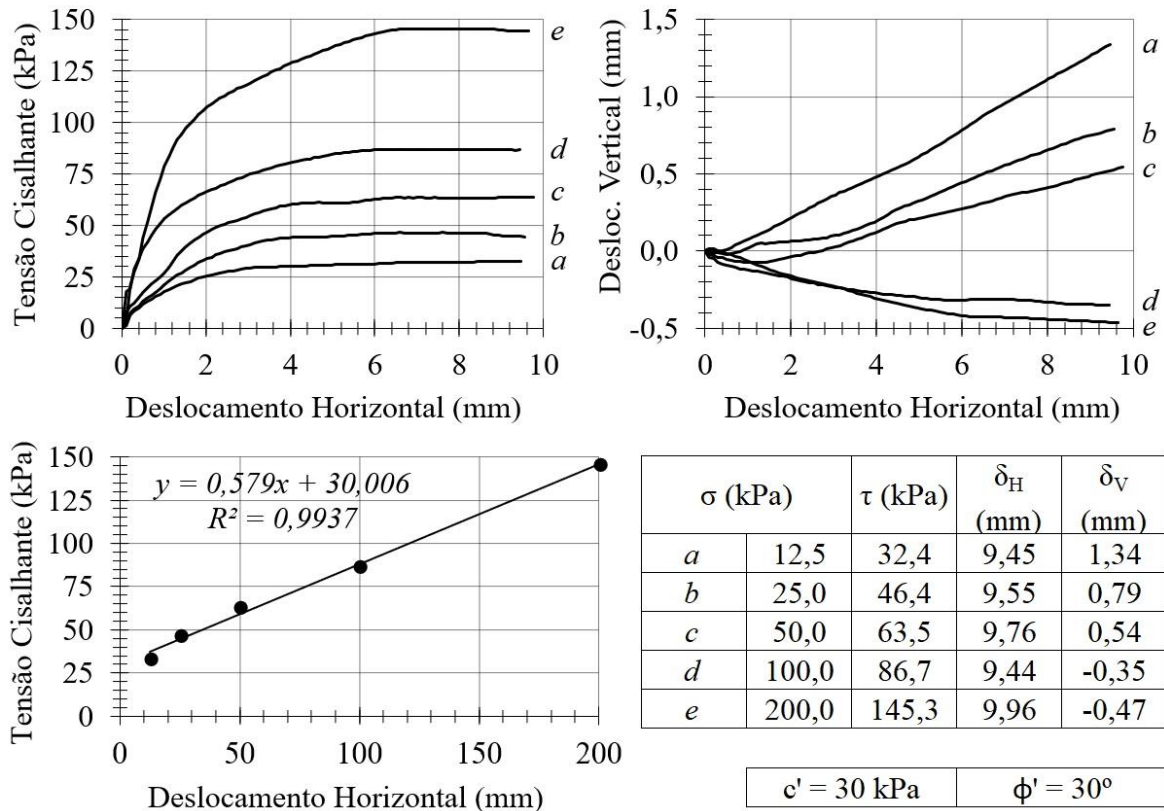 Tensão Cisalhante (kPa)
150
125
100
75
50
25
0
0 2 4 6 8 10
e
d
c
b
a
Deslocamento Horizontal (mm)
Desloc. Vertical (mm)
1,5
1,0
0,5
0,0
-0,5
0 2 4 6 8 10
a
b
c
d
e
Deslocamento Horizontal (mm)
Tensão Cisalhante (kPa)
150
125
100
75
50
25
0
y = 0,579x + 30,006
R² = 0,9937
0 50 100 150 200
Deslocamento Horizontal (mm)
σ (kPa) τ (kPa) δH (mm) δV (mm)
a 12,5 32,4 9,45 1,34
b 25,0 46,4 9,55 0,79
c 50,0 63,5 9,76 0,54
d 100,0 86,7 9,44 -0,35
e 200,0 145,3 9,96 -0,47
c' = 30 kPa ϕ' = 30º